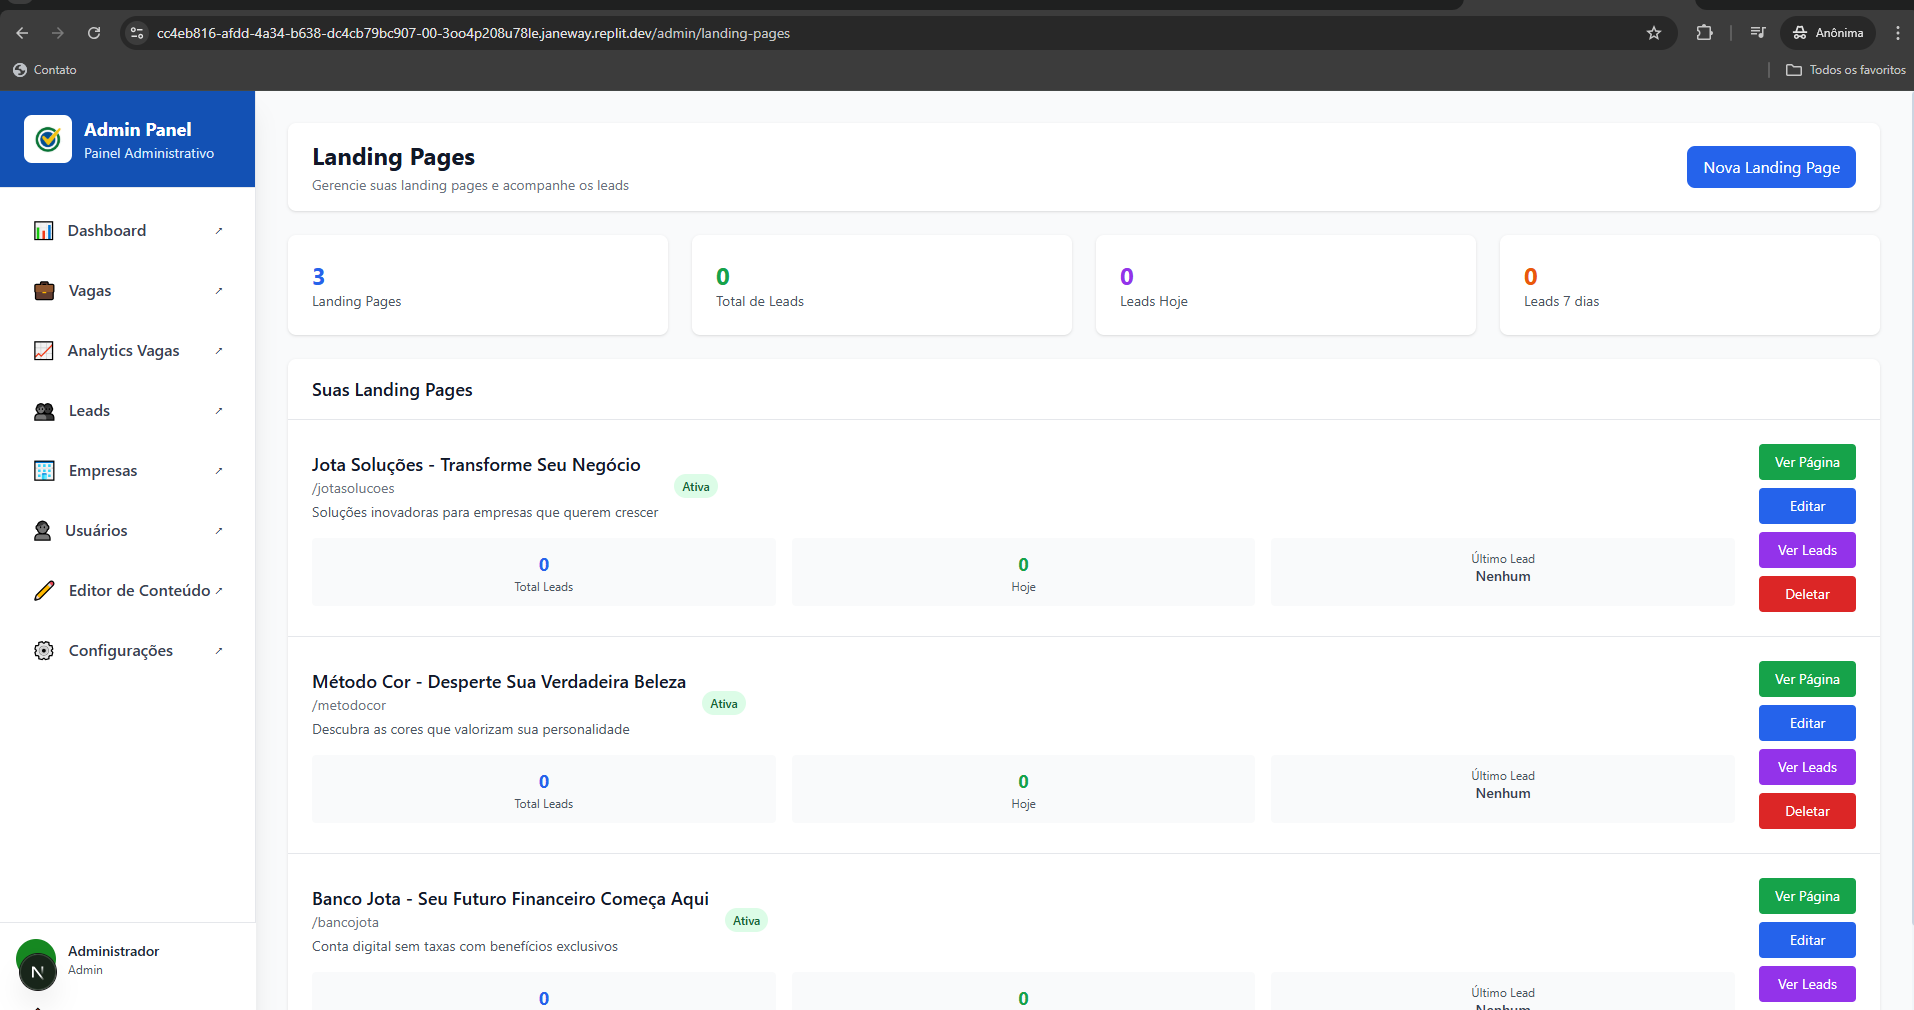 cc4eb816-afdd-4a34-b638-dc4cb79bc907-00-3oo4p208u78le.janeway.replit.dev/admin/landing-pages
Anônima
Contato
Todos os favoritos
Admin Panel
Painel Administrativo
Dashboard
Vagas
Analytics Vagas
Leads
Empresas
Usuários
Editor de Conteúdo
Configurações
Administrador
Admin
N
Landing Pages
Gerencie suas landing pages e acompanhe os leads
Nova Landing Page
3
Landing Pages
0
Total de Leads
0
Leads Hoje
0
Leads 7 dias
Suas Landing Pages
Jota Soluções - Transforme Seu Negócio
/jotasolucoes
Ativa
Soluções inovadoras para empresas que querem crescer
0
Total Leads
0
Hoje
Último Lead
Nenhum
Ver Página
Editar
Ver Leads
Deletar
Método Cor - Desperte Sua Verdadeira Beleza
/metodocor
Ativa
Descubra as cores que valorizam sua personalidade
0
Total Leads
0
Hoje
Último Lead
Nenhum
Ver Página
Editar
Ver Leads
Deletar
Banco Jota - Seu Futuro Financeiro Começa Aqui
/bancojota
Ativa
Conta digital sem taxas com benefícios exclusivos
0
0
Último Lead
Nenhum
Ver Página
Editar
Ver Leads